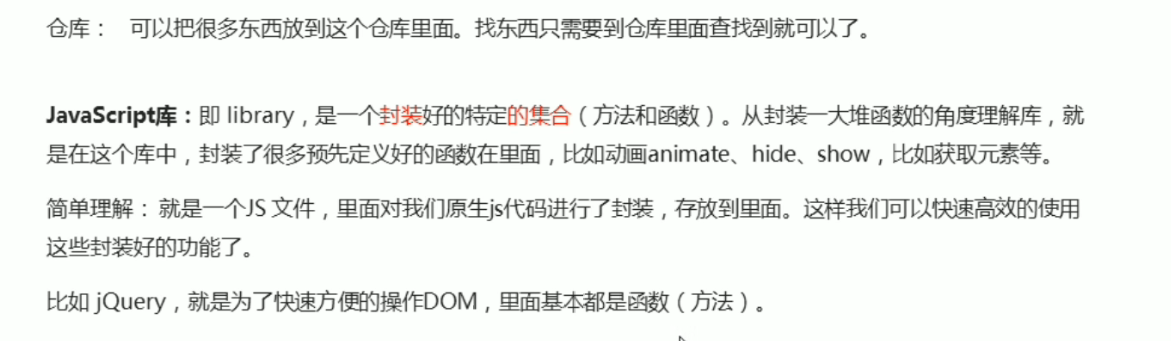 仓库： 可以把很多东西放到这个仓库里面。找东西只需要到仓库里面查找到就可以了。
JavaScript库：即 library，是一个封装好的特定的集合（方法和函数）。从封装一大堆函数的角度理解库，就
是在这个库中，封装了很多预先定义好的函数在里面，比如动画animate、hide、show，比如获取元素等。
简单理解： 就是一个JS 文件，里面对我们原生js代码进行了封装，存放到里面。这样我们可以快速高效的使用
这些封装好的功能了。
比如 jQuery，就是为了快速方便的操作DOM，里面基本都是函数（方法）。